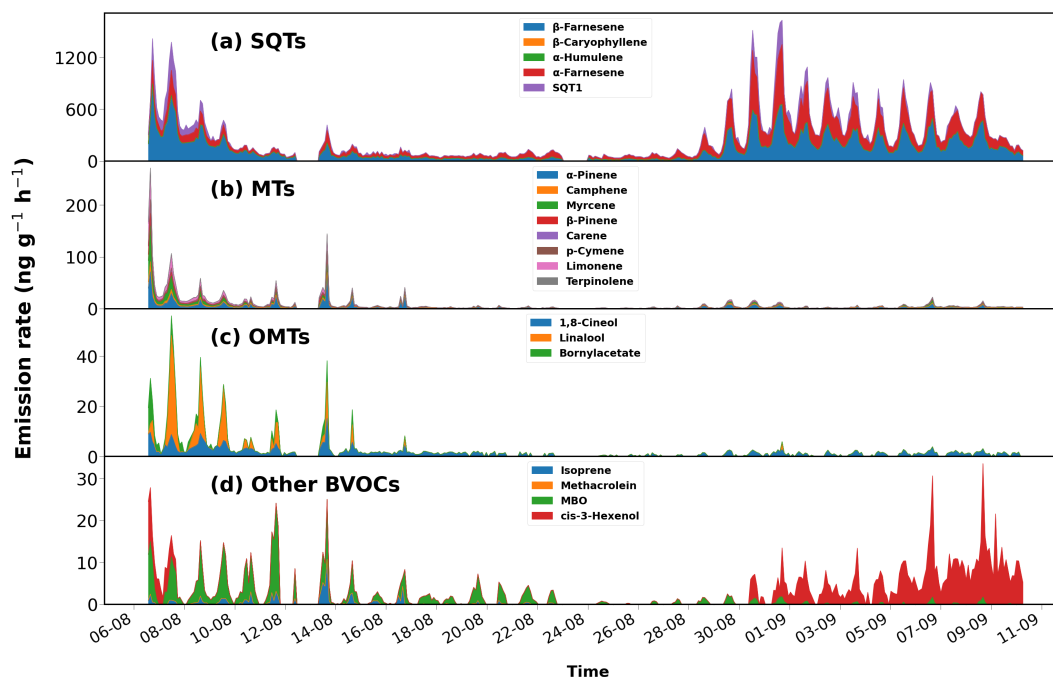 Emission rate (ng g⁻¹ h⁻¹)
(a) SQTs
β-Farnesene
β-Caryophyllene
α-Humulene
α-Farnesene
SQT1
1200
600
0
(b) MTs
α-Pinene
Camphene
Myrcene
β-Pinene
Carene
p-Cymene
Limonene
Terpinolene
200
100
0
(c) OMTs
1,8-Cineol
Linalool
Bornylacetate
40
20
0
(d) Other BVOCs
Isoprene
Methacrolein
MBO
cis-3-Hexenol
30
20
10
0
06-08 08-08 10-08 12-08 14-08 16-08 18-08 20-08 22-08 24-08 26-08 28-08 30-08 01-09 03-09 05-09 07-09 09-09 11-09
Time